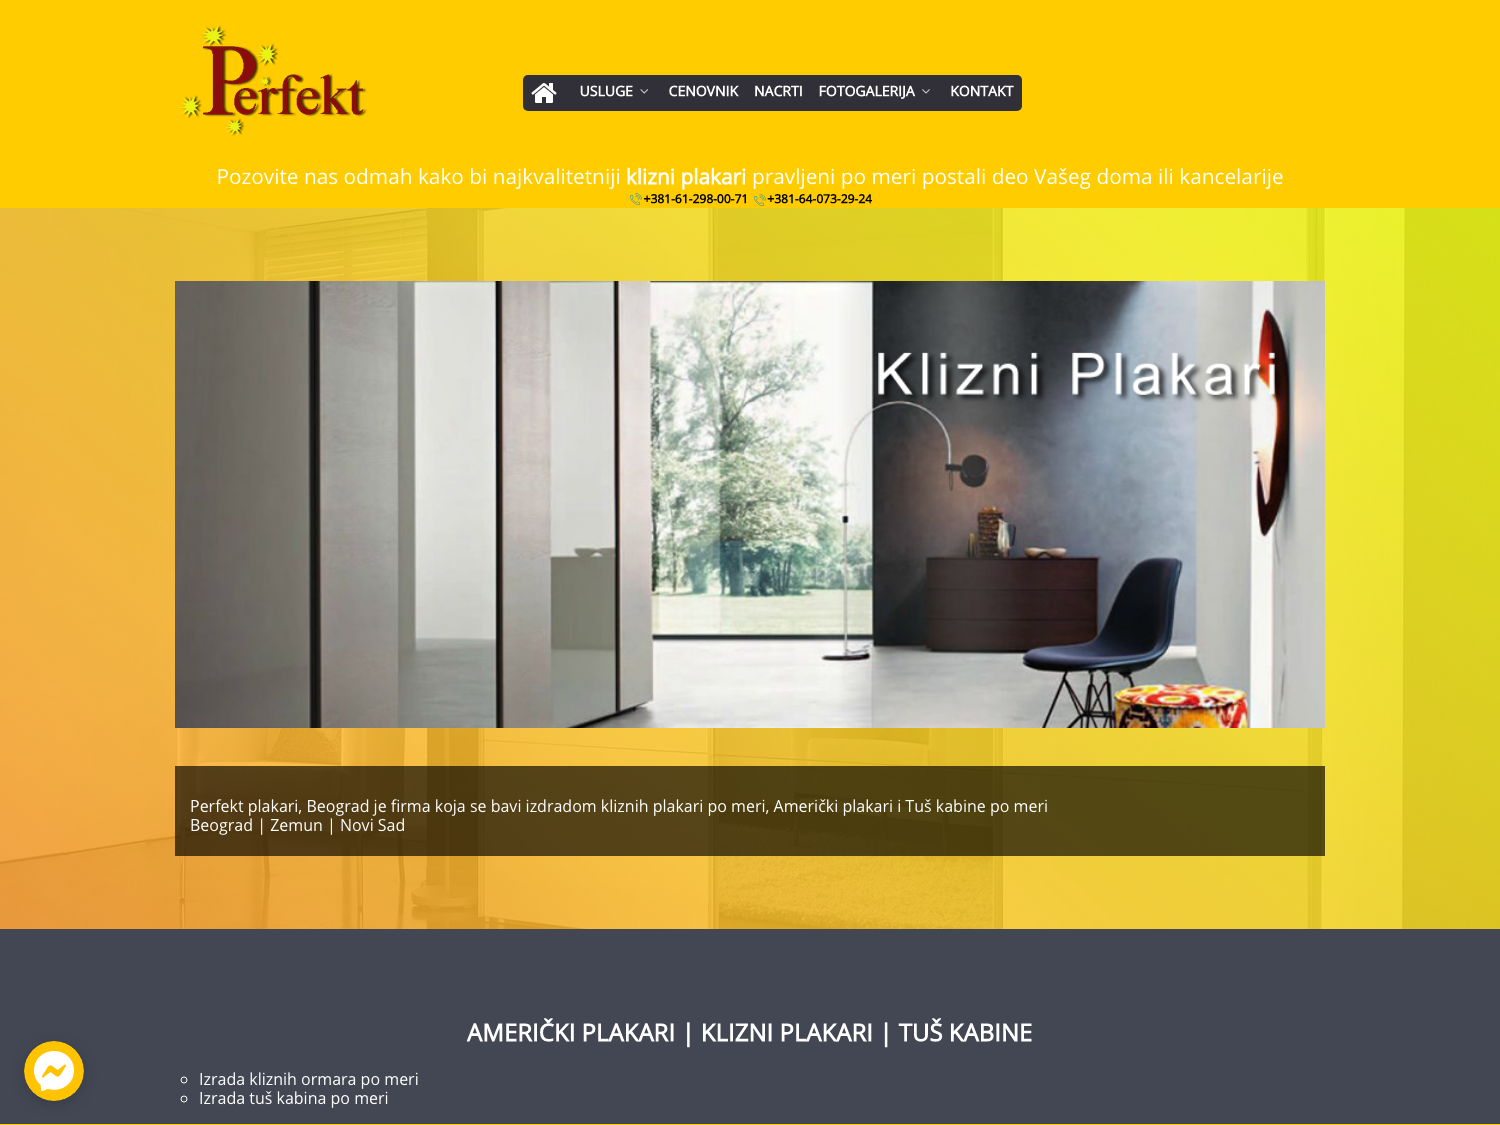 Perfekt
USLUGE CENOVNIK NACRTI FOTOGALERIJA KONTAKT
Pozovite nas odmah kako bi najkvalitetniji klizni plakari pravljeni po meri postali deo Vašeg doma ili kancelarije
+381-61-298-00-71 +381-64-073-29-24
Klizni Plakari
Perfekt plakari, Beograd je firma koja se bavi izdradom kliznih plakari po meri, Američki plakari i Tuš kabine po meri
Beograd | Zemun | Novi Sad
AMERIČKI PLAKARI | KLIZNI PLAKARI | TUŠ KABINE
Izrada kliznih ormara po meri
Izrada tuš kabina po meri